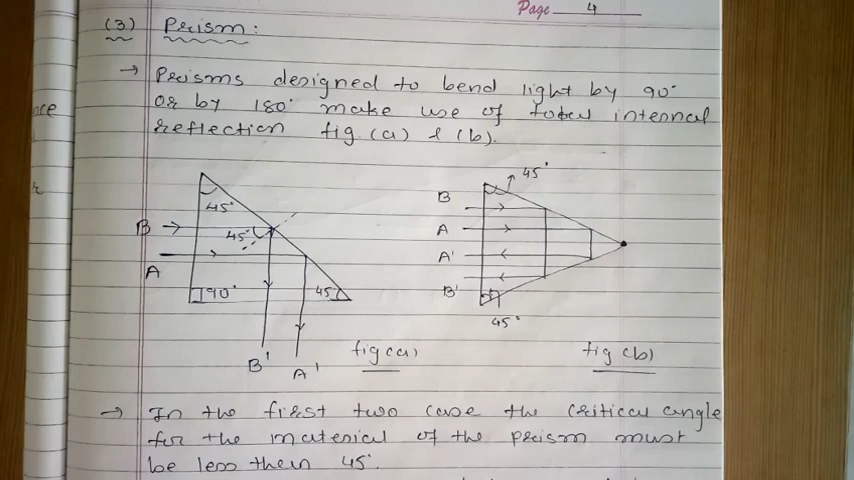 Page 4
(3) Prism:
→ Prisms designed to bend light by 90°
or by 180° make use of total internal
reflection fig (a) & (b).
45°
B
45°
A
90°
45
B'
A'
fig (a)
45°
B
A
A'
B'
45°
fig (b)
→ In the first two case the critical angle
for the material of the prism must
be less then 45°.